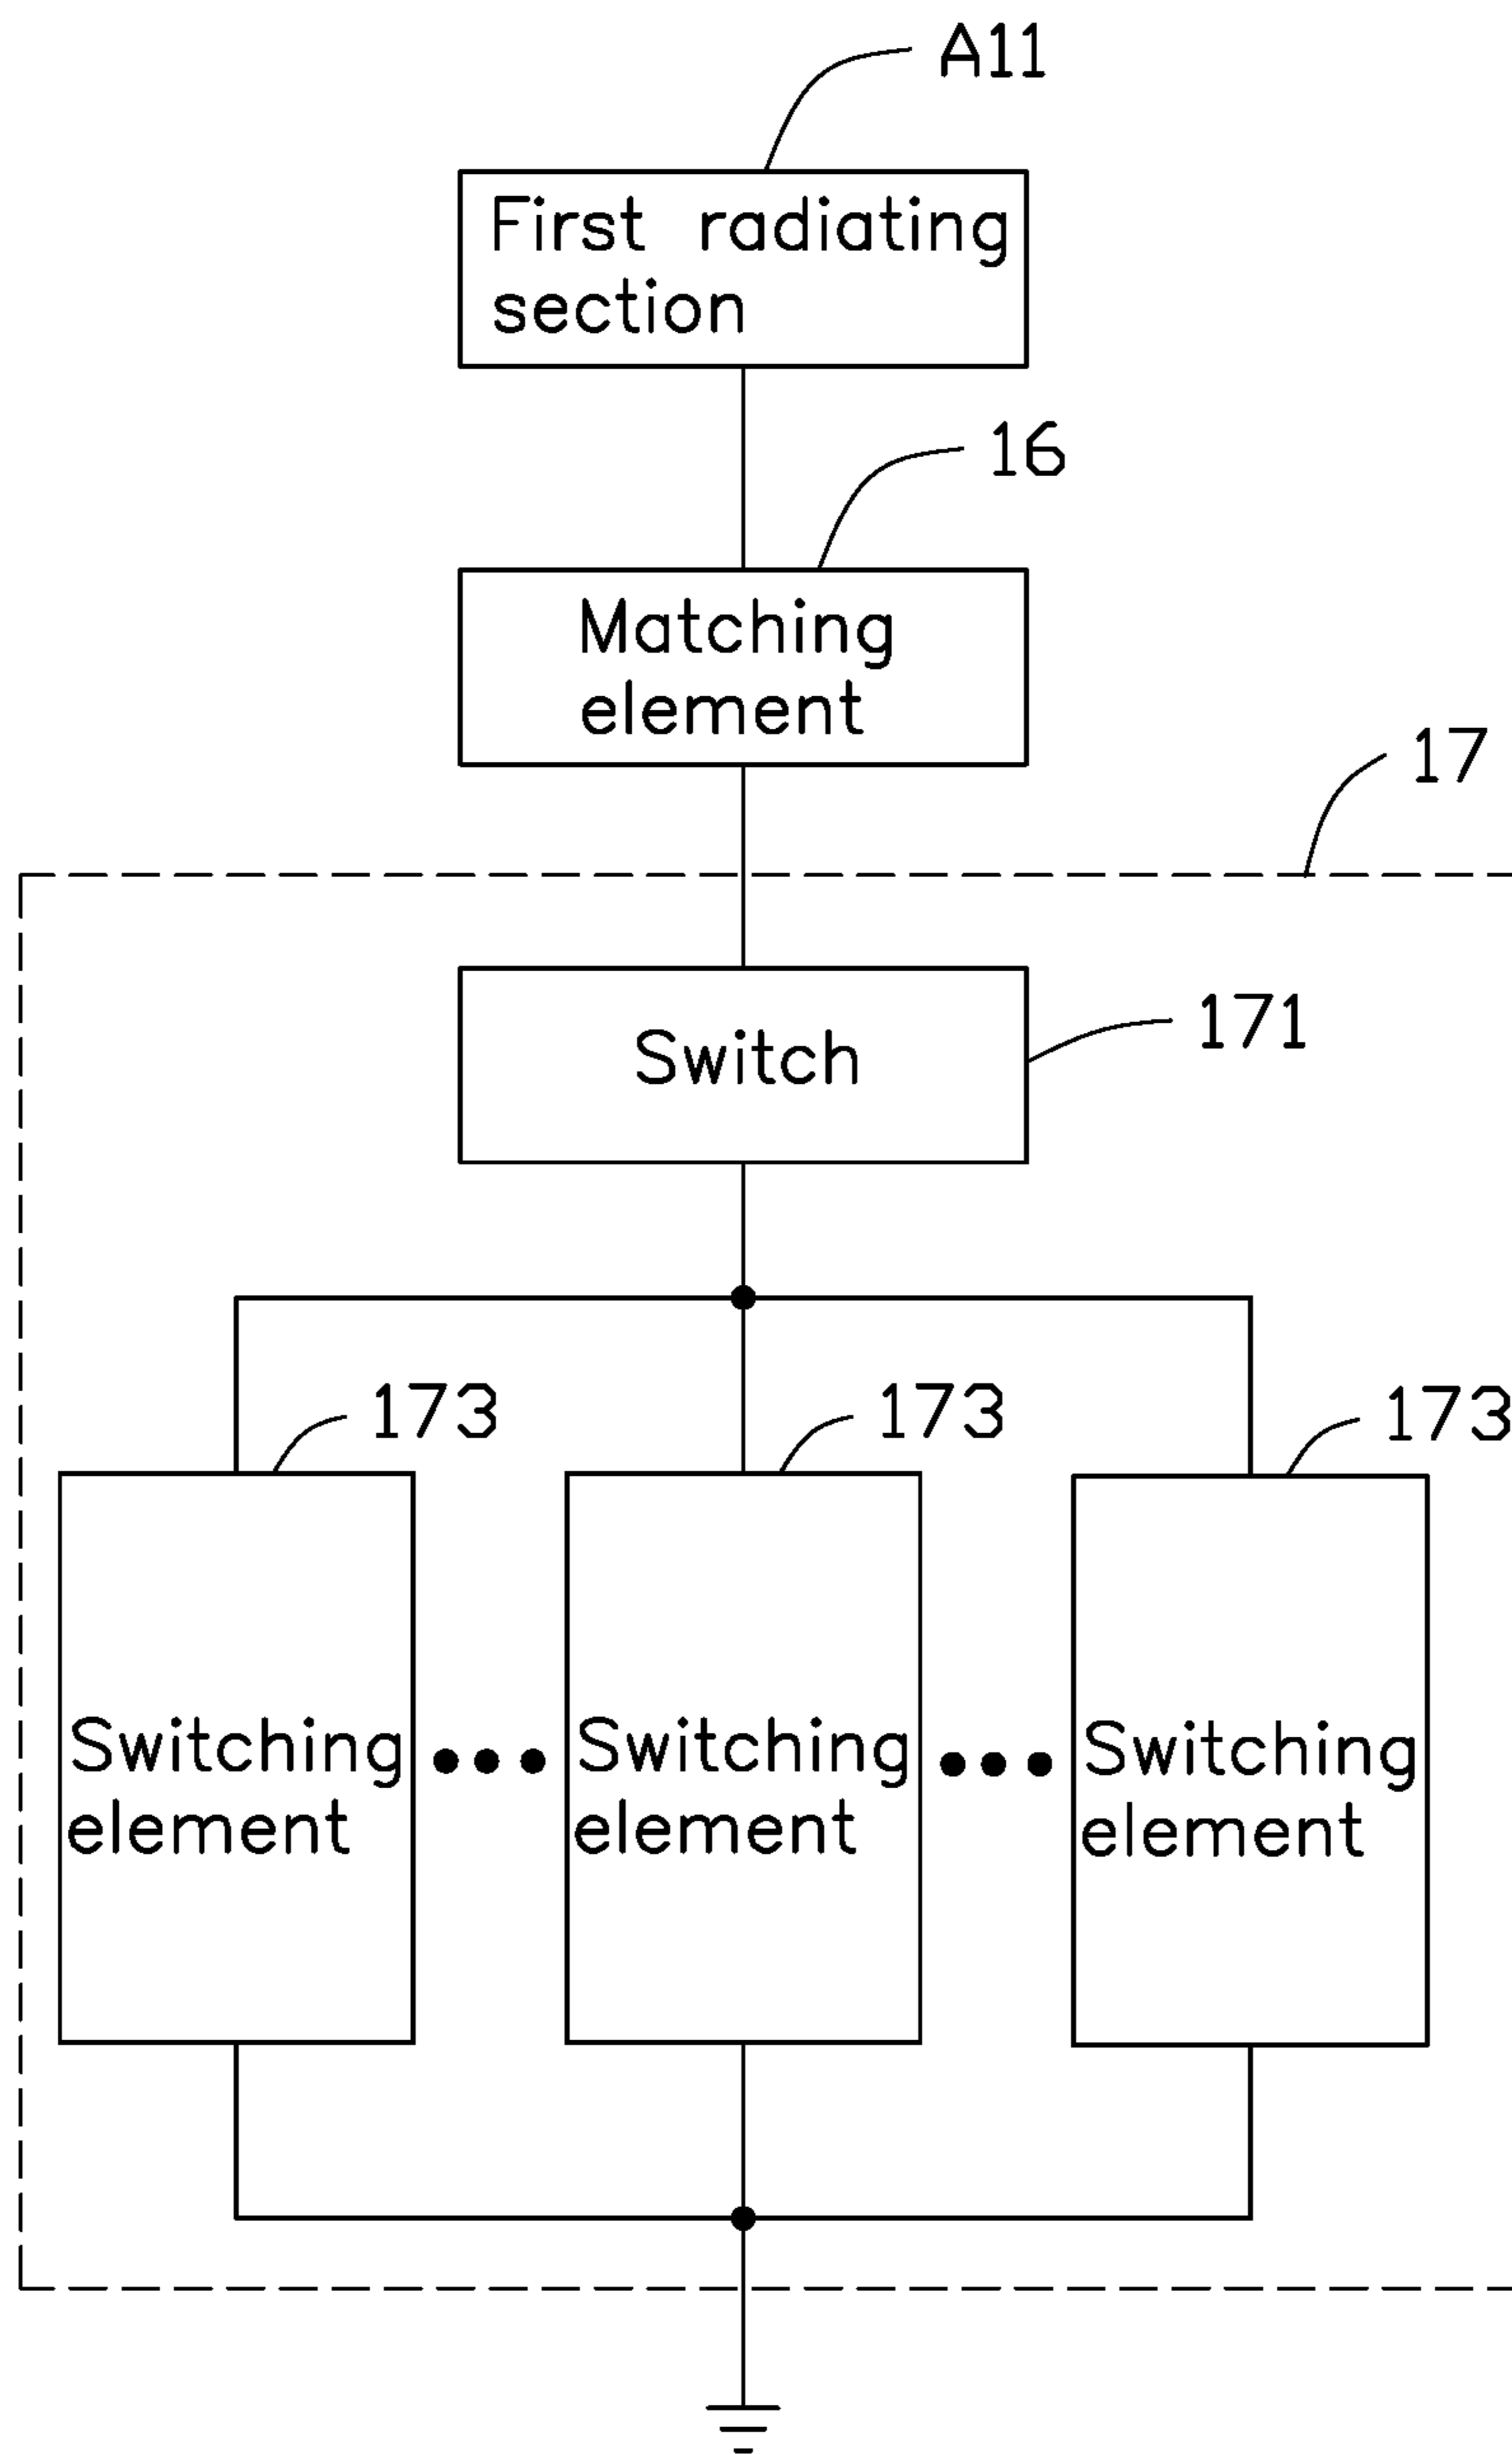 A11
First radiating
section
16
Matching
element
17
Switch
171
173
173
173
Switching
element
Switching
element
Switching
element